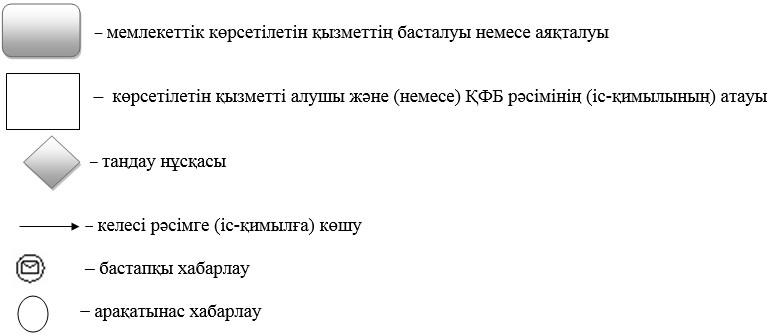 – мемлекеттік көрсетілетін қызметтің басталуы немесе аяқталуы
– көрсетілетін қызметті алушы және (немесе) ҚФБ рәсімінің (іс-қимылының) атауы
– таңдау нұсқасы
– келесі рәсімге (іс-қимылға) көшу
– бастапқы хабарлау
– арақатынас хабарлау